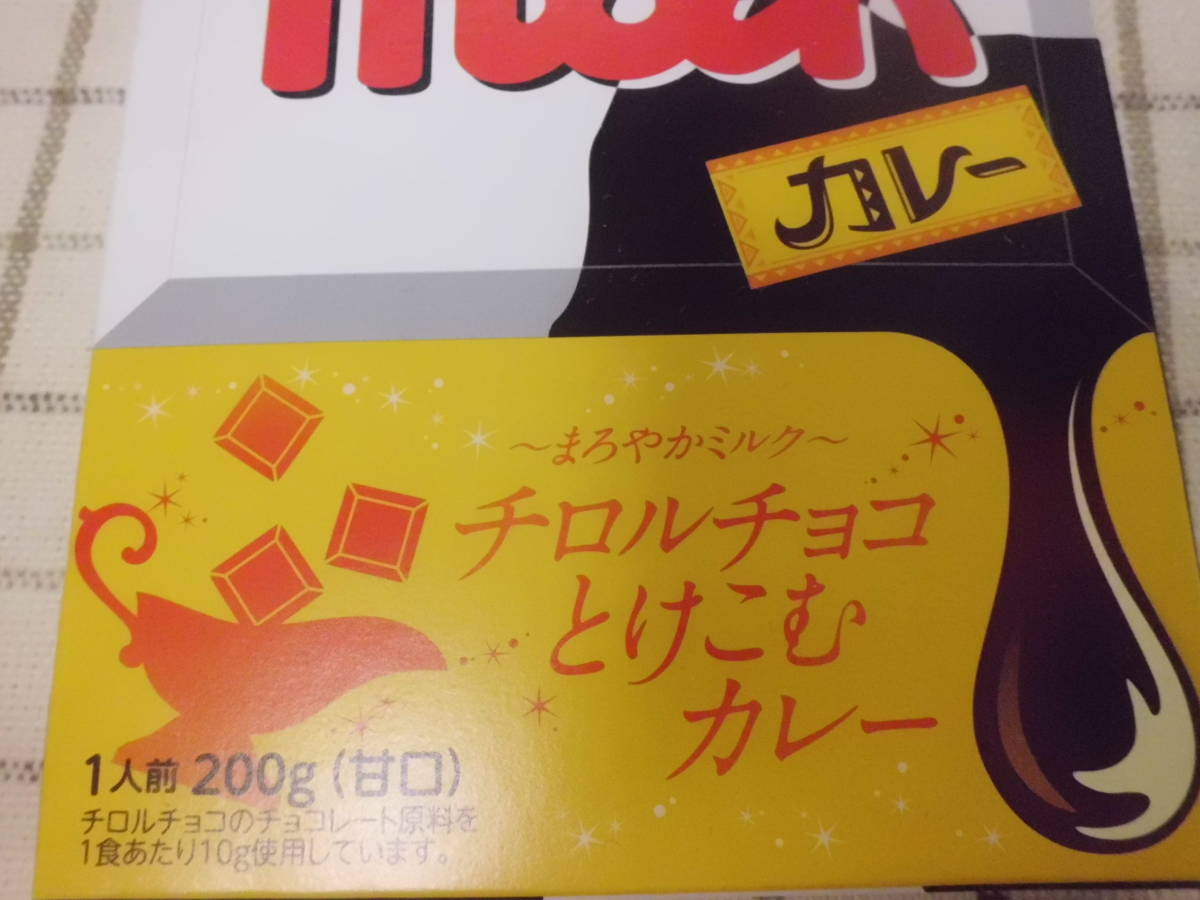 カレー
～まろやかミルク～
チロルチョコ
とけこむ
カレー
1人前 200g（甘口）
チロルチョコのチョコレート原料を
1食あたり10g使用しています。